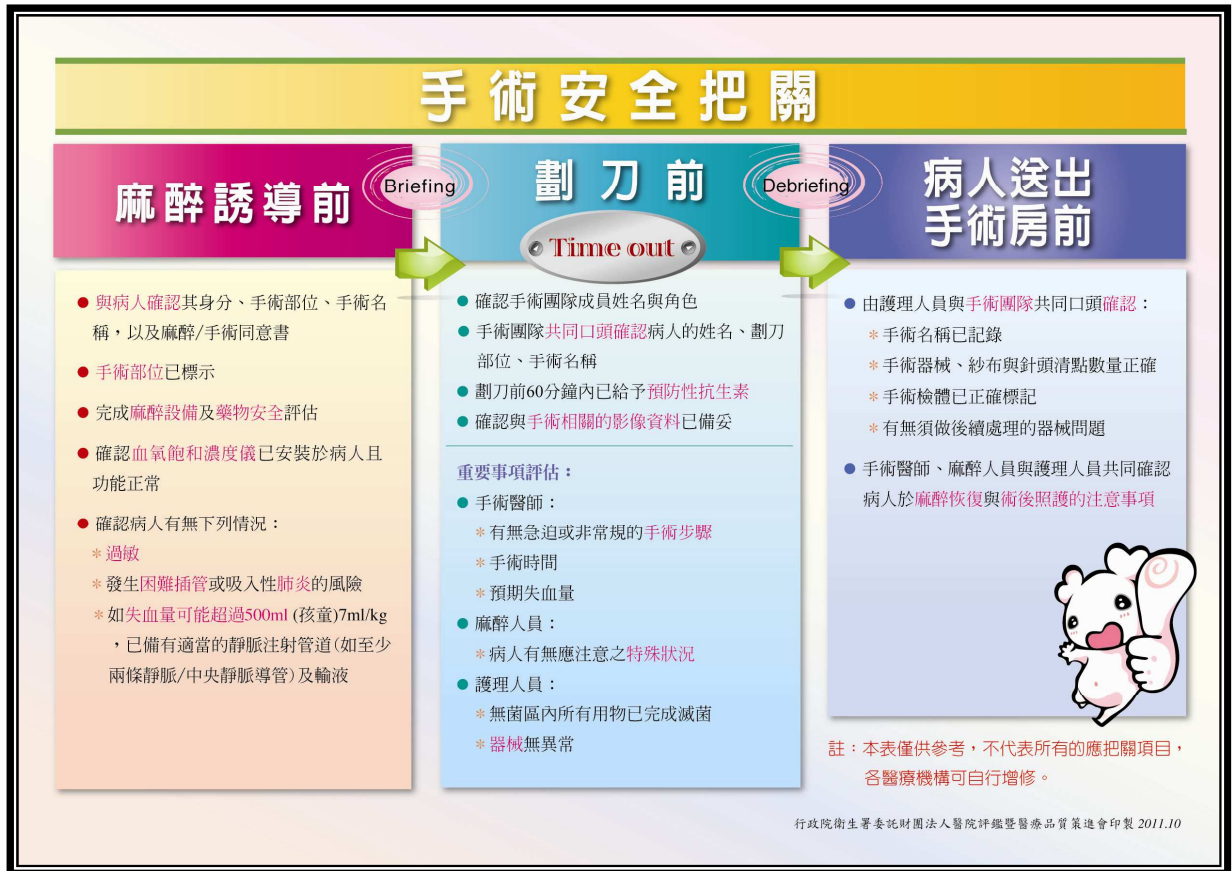 手術安全把關
麻醉誘導前
Briefing
● 與病人確認其身分、手術部位、手術名
稱，以及麻醉/手術同意書
● 手術部位已標示
● 完成麻醉設備及藥物安全評估
● 確認血氧飽和濃度儀已安裝於病人且
功能正常
● 確認病人有無下列情況：
＊過敏
＊發生困難插管或吸入性肺炎的風險
＊如失血量可能超過500ml (孩童)7ml/kg
，已備有適當的靜脈注射管道(如至少
兩條靜脈/中央靜脈導管)及輸液
劃刀前
Time out
Debriefing
● 確認手術團隊成員姓名與角色
● 手術團隊共同口頭確認病人的姓名、劃刀
部位、手術名稱
● 劃刀前60分鐘內已給予預防性抗生素
● 確認與手術相關的影像資料已備妥
重要事項評估：
● 手術醫師：
＊有無急迫或非常規的手術步驟
＊手術時間
＊預期失血量
● 麻醉人員：
＊病人有無應注意之特殊狀況
● 護理人員：
＊無菌區內所有用物已完成滅菌
＊器械無異常
病人送出
手術房前
● 由護理人員與手術團隊共同口頭確認：
＊手術名稱已記錄
＊手術器械、紗布與針頭清點數量正確
＊手術檢體已正確標記
＊有無須做後續處理的器械問題
● 手術醫師、麻醉人員與護理人員共同確認
病人於麻醉恢復與術後照護的注意事項
註：本表僅供參考，不代表所有的應把關項目，
各醫療機構可自行增修。
行政院衛生署委託財團法人醫院評鑑暨醫療品質策進會印製 2011.10